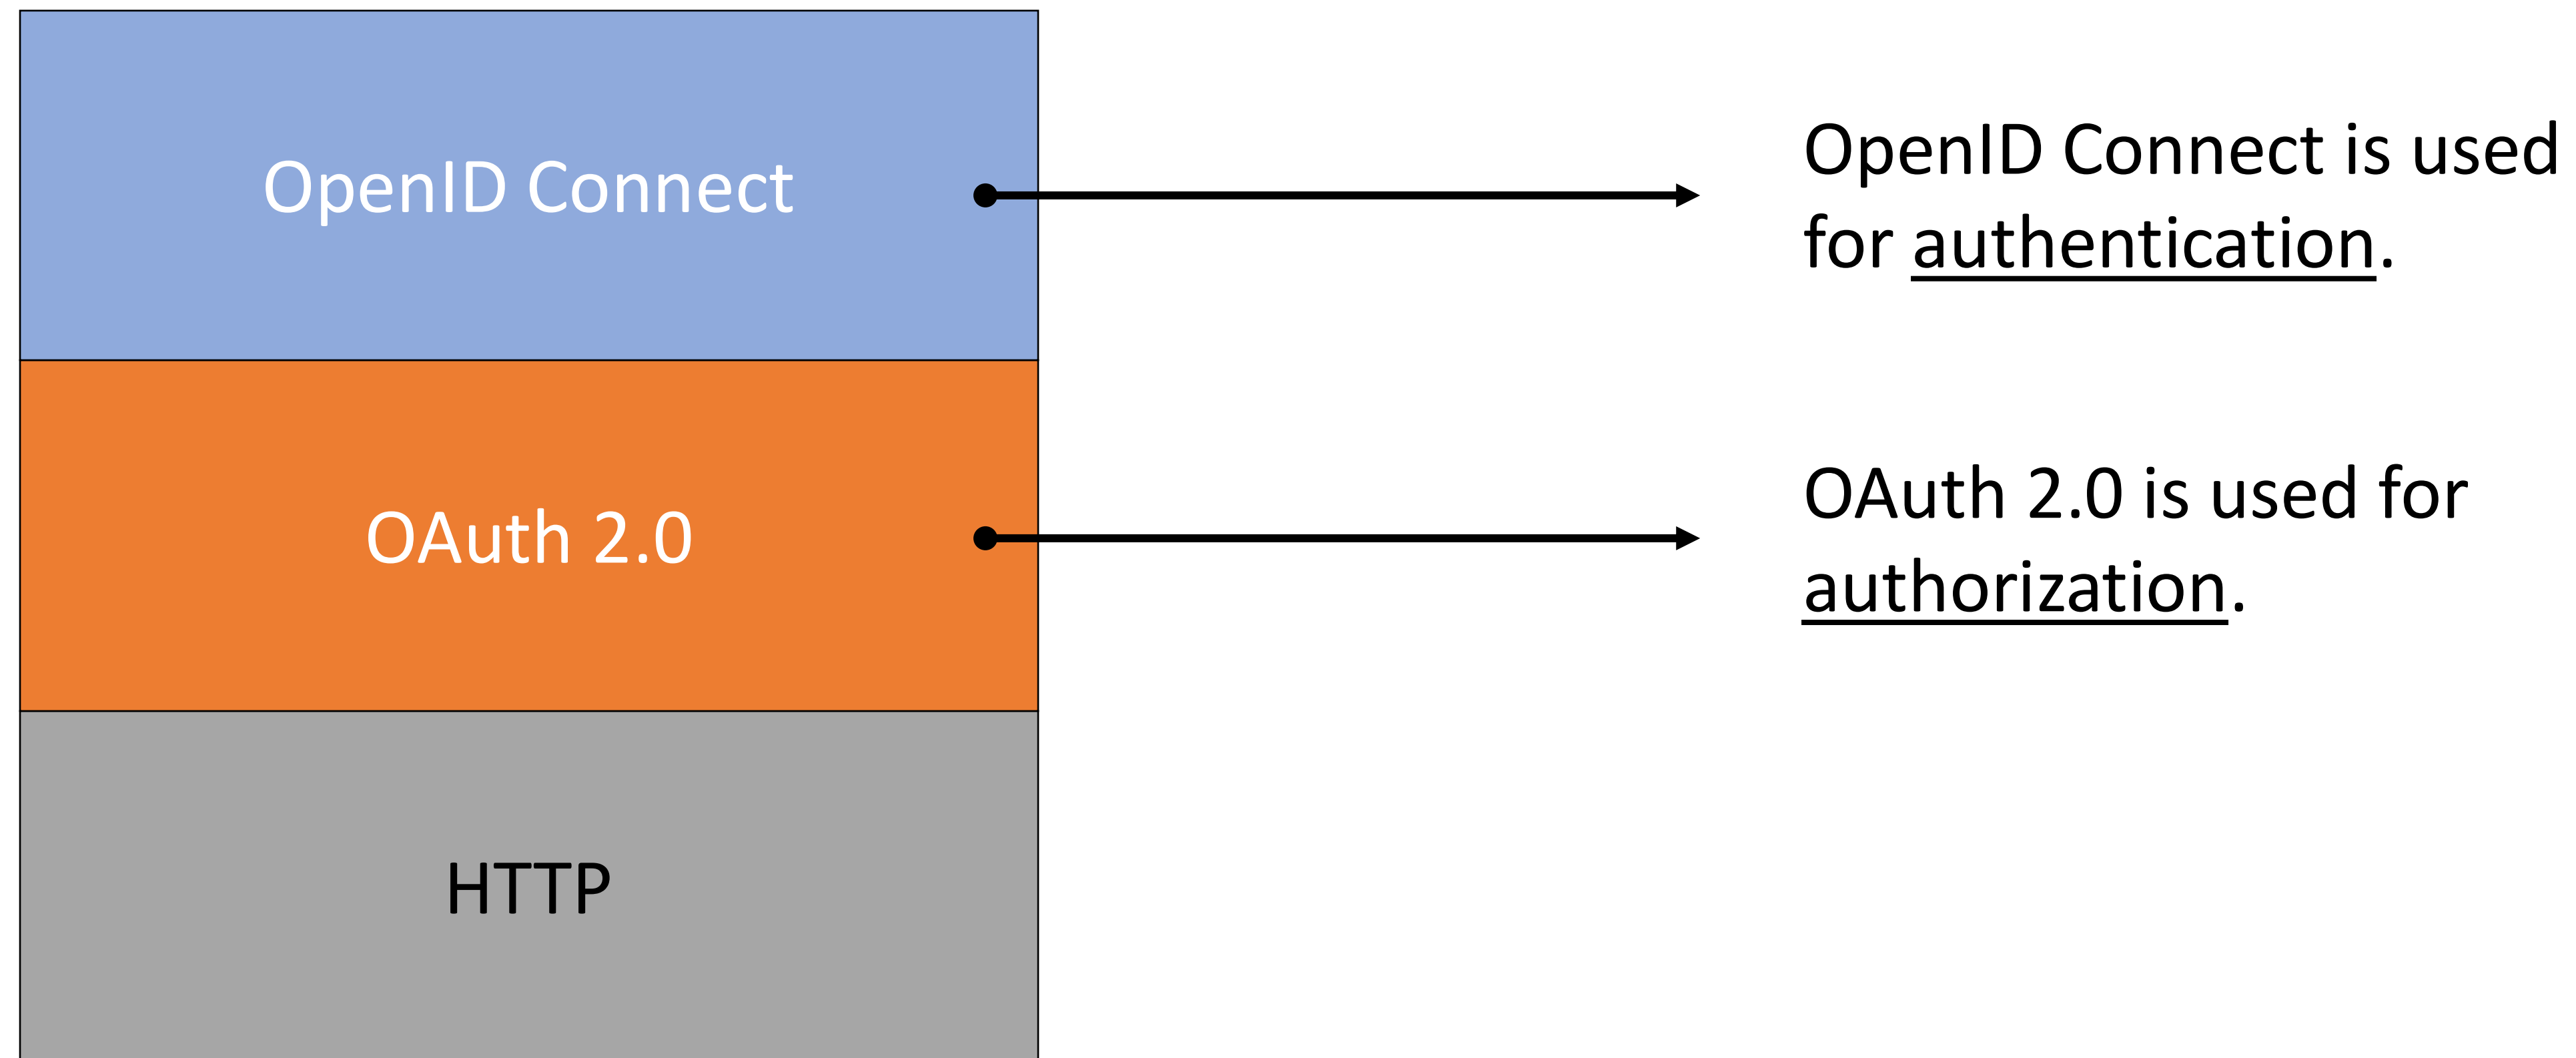 OpenID Connect
OpenID Connect is used
for authentication.
OAuth 2.0
OAuth 2.0 is used for
authorization.
HTTP